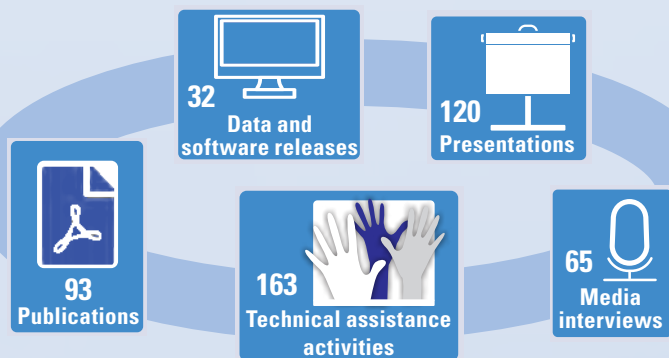 32
Data and
software releases
120
Presentations
93
Publications
163
Technical assistance
activities
65
Media
interviews